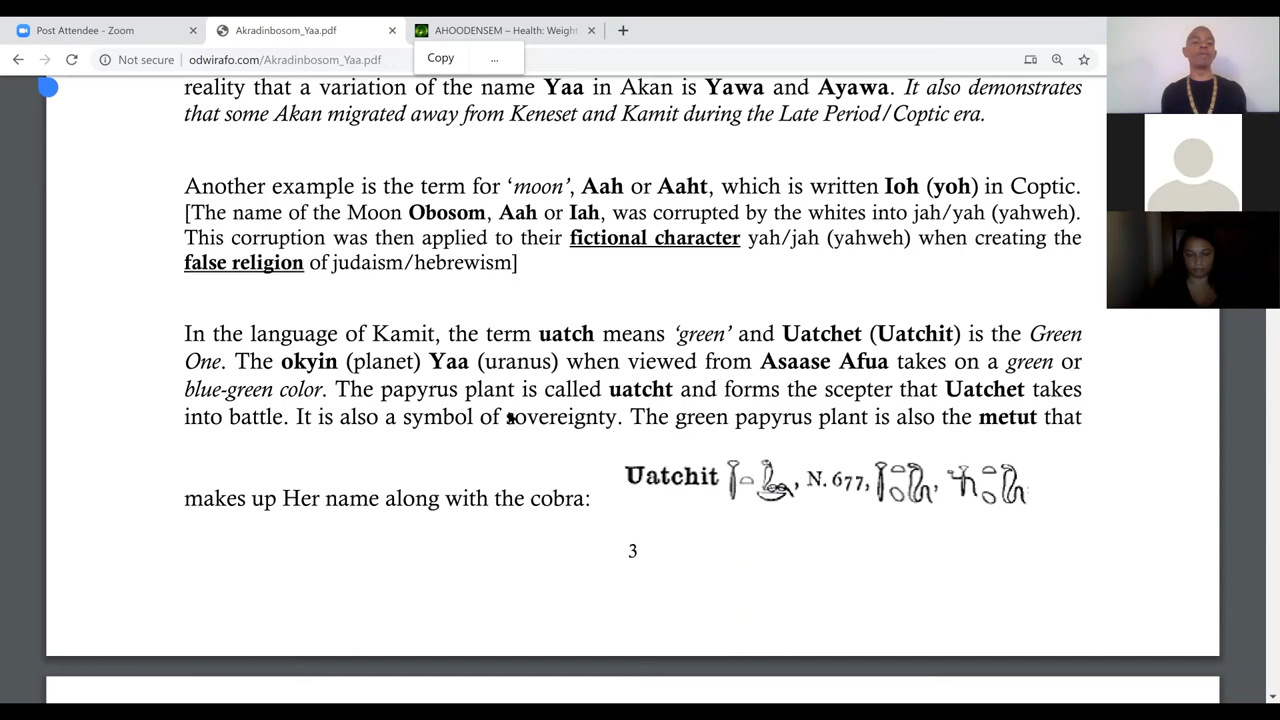 Post Attendee - Zoom
Akradinbosom_Yaa.pdf
AHOODENSEM – Health: Weight
Not secure
odwirafo.com/Akradinbosom_Yaa.pdf
Copy
...
reality that a variation of the name Yaa in Akan is Yawa and Ayawa. It also demonstrates
that some Akan migrated away from Keneset and Kamit during the Late Period/Coptic era.
Another example is the term for ‘moon’, Aah or Aaht, which is written Ioh (yoh) in Coptic.
[The name of the Moon Obosom, Aah or Iah, was corrupted by the whites into jah/yah (yahweh).
This corruption was then applied to their fictional character yah/jah (yahweh) when creating the
false religion of judaism/hebrewism]
In the language of Kamit, the term uatch means ‘green’ and Uatchet (Uatchit) is the Green
One. The okyin (planet) Yaa (uranus) when viewed from Asaase Afua takes on a green or
blue-green color. The papyrus plant is called uatcht and forms the scepter that Uatchet takes
into battle. It is also a symbol of sovereignty. The green papyrus plant is also the metut that
makes up Her name along with the cobra: Uatchit , N. 677, ,
3